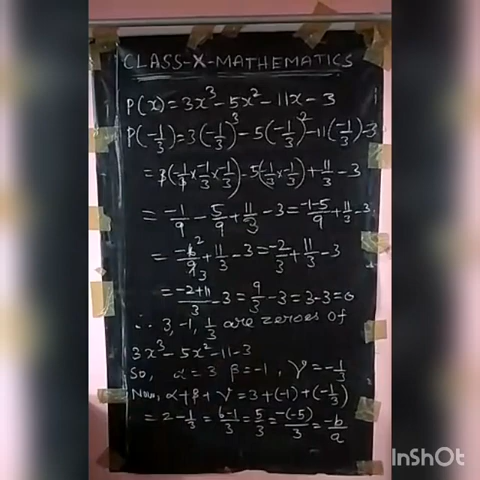 CLASS-X-MATHEMATICS
P(x)=3x³-5x²-11x-3
P(-1/3)=3(-1/3)³-5(-1/3)²-11(-1/3)-3
=3(-1/3×-1/3×-1/3)-5(-1/3×-1/3)+11/3-3
=-1/9-5/9+11/3-3=-1-5/9+11/3-3
=-6²/9₃+11/3-3=-2/3+11/3-3
=-2+11/3-3=9/3-3=3-3=0
∴ 3,-1, 1/3 are zeroes of
3x³-5x²-11-3
So, α=3 β=-1, γ=-1/3
Now, α+β+γ=3+(-1)+(-1/3)
=2-1/3=6-1/3=5/3=-(-5)/3=-b/a
InShOt